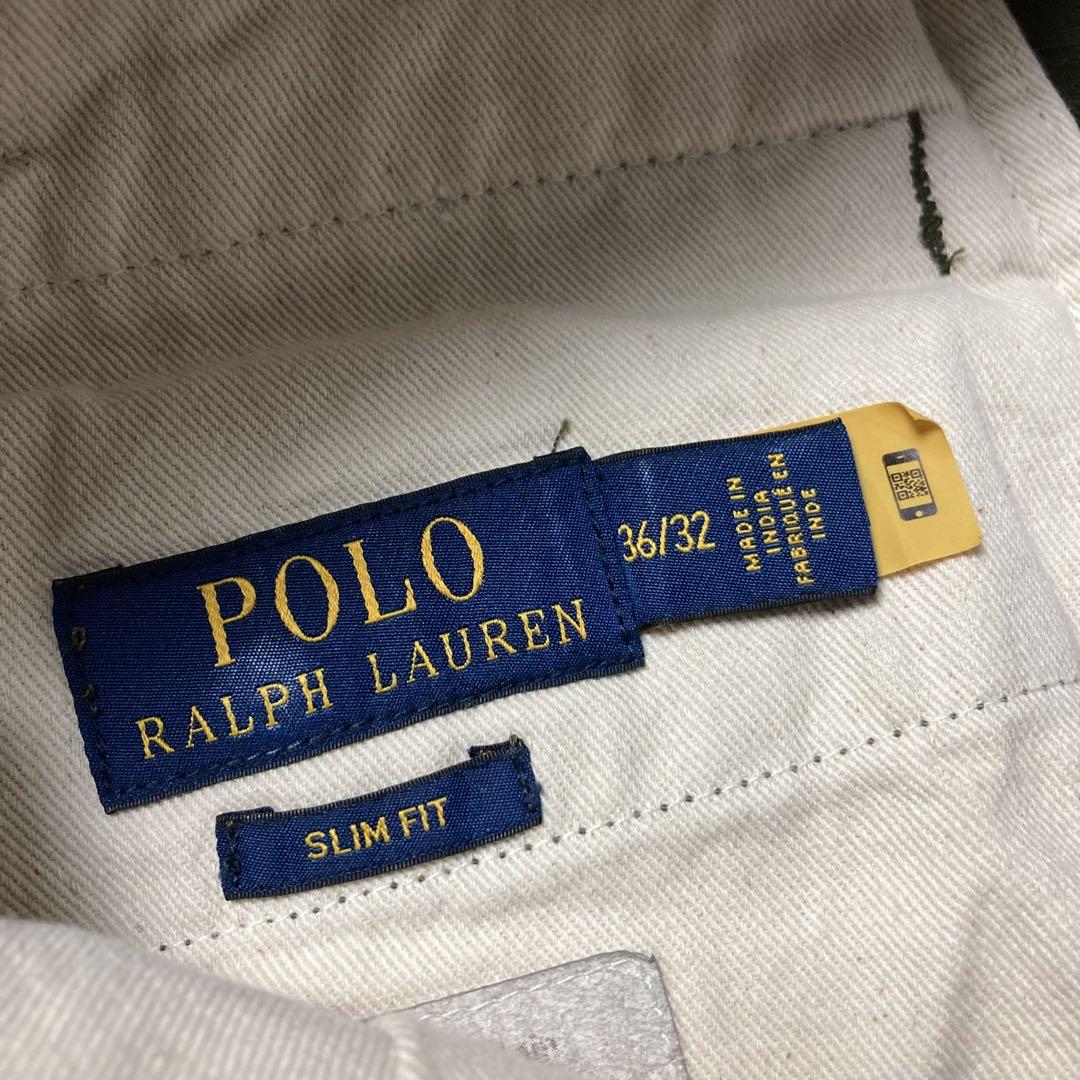 POLO
RALPH LAUREN
36/32
MADE IN
INDIA
FABRIQUÉ EN
INDE
SLIM FIT